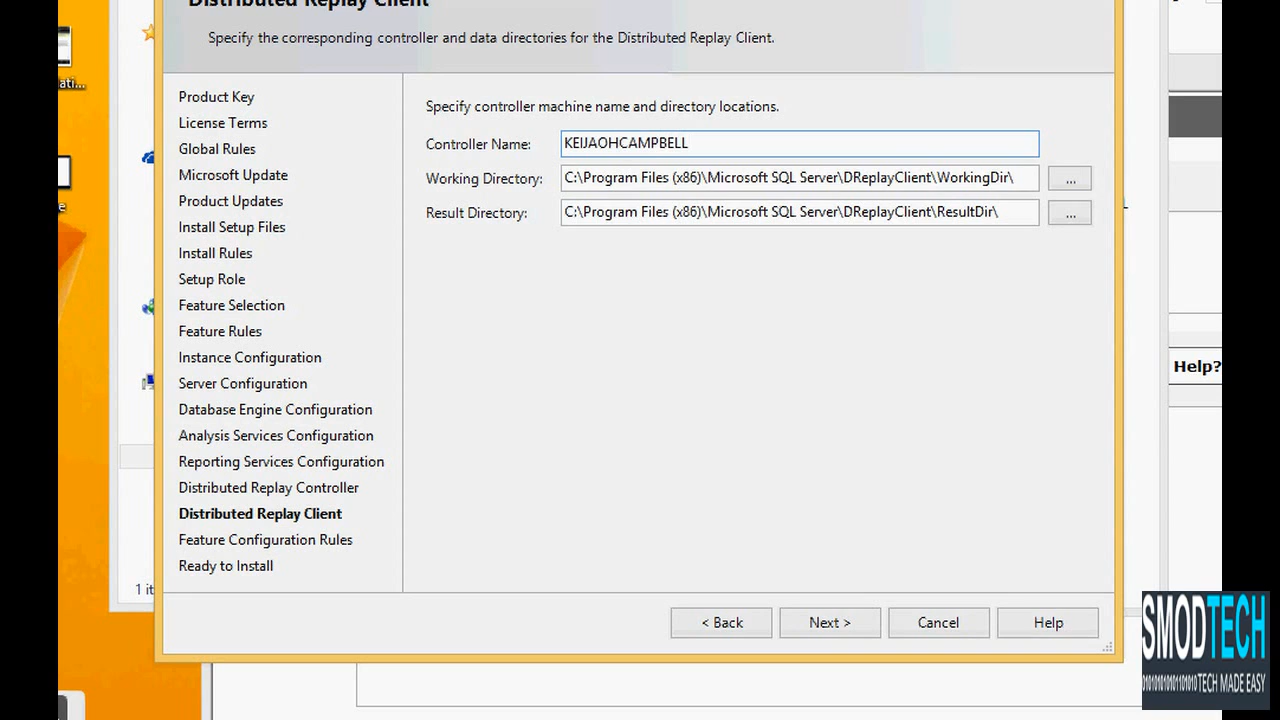 Distributed Replay Client
Specify the corresponding controller and data directories for the Distributed Replay Client.
Product Key
License Terms
Global Rules
Microsoft Update
Product Updates
Install Setup Files
Install Rules
Setup Role
Feature Selection
Feature Rules
Instance Configuration
Server Configuration
Database Engine Configuration
Analysis Services Configuration
Reporting Services Configuration
Distributed Replay Controller
Distributed Replay Client
Feature Configuration Rules
Ready to Install
Specify controller machine name and directory locations.
Controller Name: KEIJAOHCAMPBELL
Working Directory: C:\Program Files (x86)\Microsoft SQL Server\DReplayClient\WorkingDir\ ...
Result Directory: C:\Program Files (x86)\Microsoft SQL Server\DReplayClient\ResultDir\ ...
< Back Next > Cancel Help
Help?
1 it
ati...
SMODTECH
TECH MADE EASY